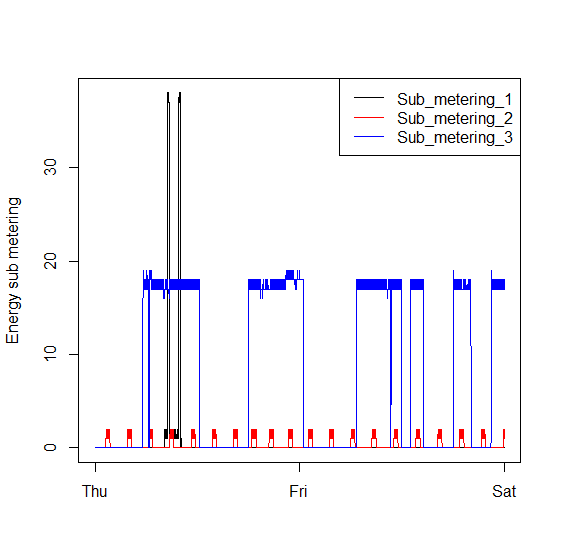 Sub_metering_1
Sub_metering_2
Sub_metering_3
Energy sub metering
30
20
10
0
Thu
Fri
Sat